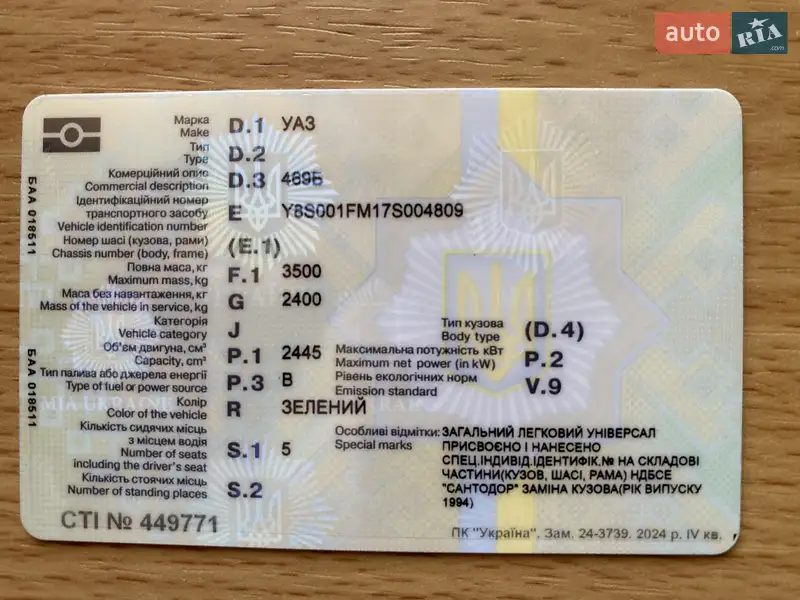 auto RIA .com
Марка D.1 УАЗ
Make
Тип D.2
Type
Комерційний опис D.3 469Б
Commercial description
Ідентифікаційний номер
транспортного засобу E Y8S001FM17S004809
Vehicle identification number
Номер шасі (кузова, рами) (E.1)
Chassis number (body, frame)
Повна маса, кг F.1 3500
Maximum mass, kg
Маса без навантаження, кг G 2400
Mass of the vehicle in service, kg
Категорія J
Vehicle category
Тип кузова (D.4)
Body type
Об'єм двигуна, см³ P.1 2445
Capacity, cm³
Максимальна потужність кВт P.2
Maximum net power (in kW)
Тип палива або джерела енергії P.3 B
Type of fuel or power source
Рівень екологічних норм V.9
Emission standard
Колір R ЗЕЛЕНИЙ
Color of the vehicle
Кількість сидячих місць
з місцем водія S.1 5
Number of seats
including the driver's seat
Кількість стоячих місць S.2
Number of standing places
Особливі відмітки: ЗАГАЛЬНИЙ ЛЕГКОВИЙ УНІВЕРСАЛ
Special marks ПРИСВОЄНО І НАНЕСЕНО
СПЕЦ.ІНДИВІД.ІДЕНТИФІК.№ НА СКЛАДОВІ
ЧАСТИНИ(КУЗОВ, ШАСІ, РАМА) НДБСЕ
"САНТОДОР" ЗАМІНА КУЗОВА(РІК ВИПУСКУ
1994)
СТІ № 449771
ПК "Україна". Зам. 24-3739. 2024 р. IV кв.
БАА 018511
БАА 018511